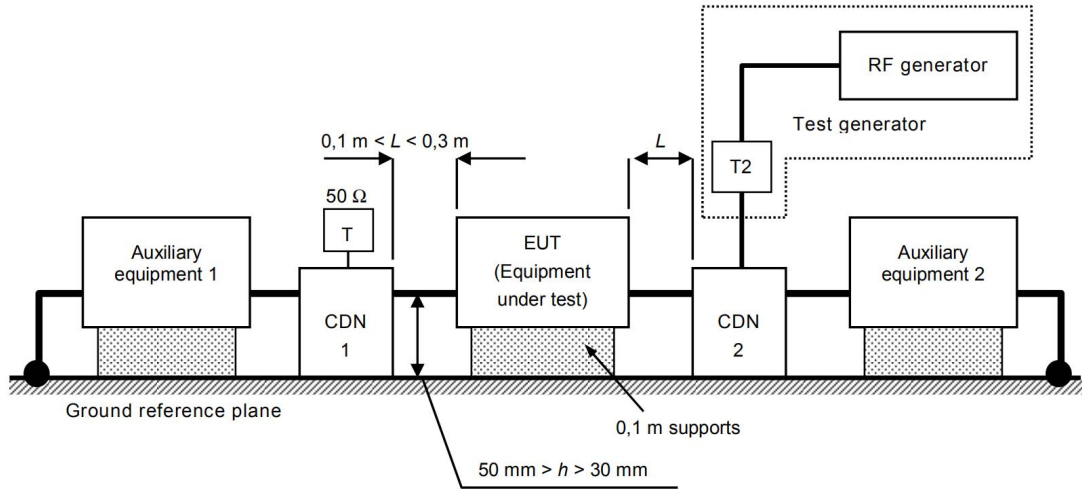 RF generator
Test generator
0,1 m < L < 0,3 m
L
T2
50 Ω
T
Auxiliary
equipment 1
EUT
(Equipment
under test)
Auxiliary
equipment 2
CDN
1
CDN
2
Ground reference plane
0,1 m supports
50 mm > h > 30 mm